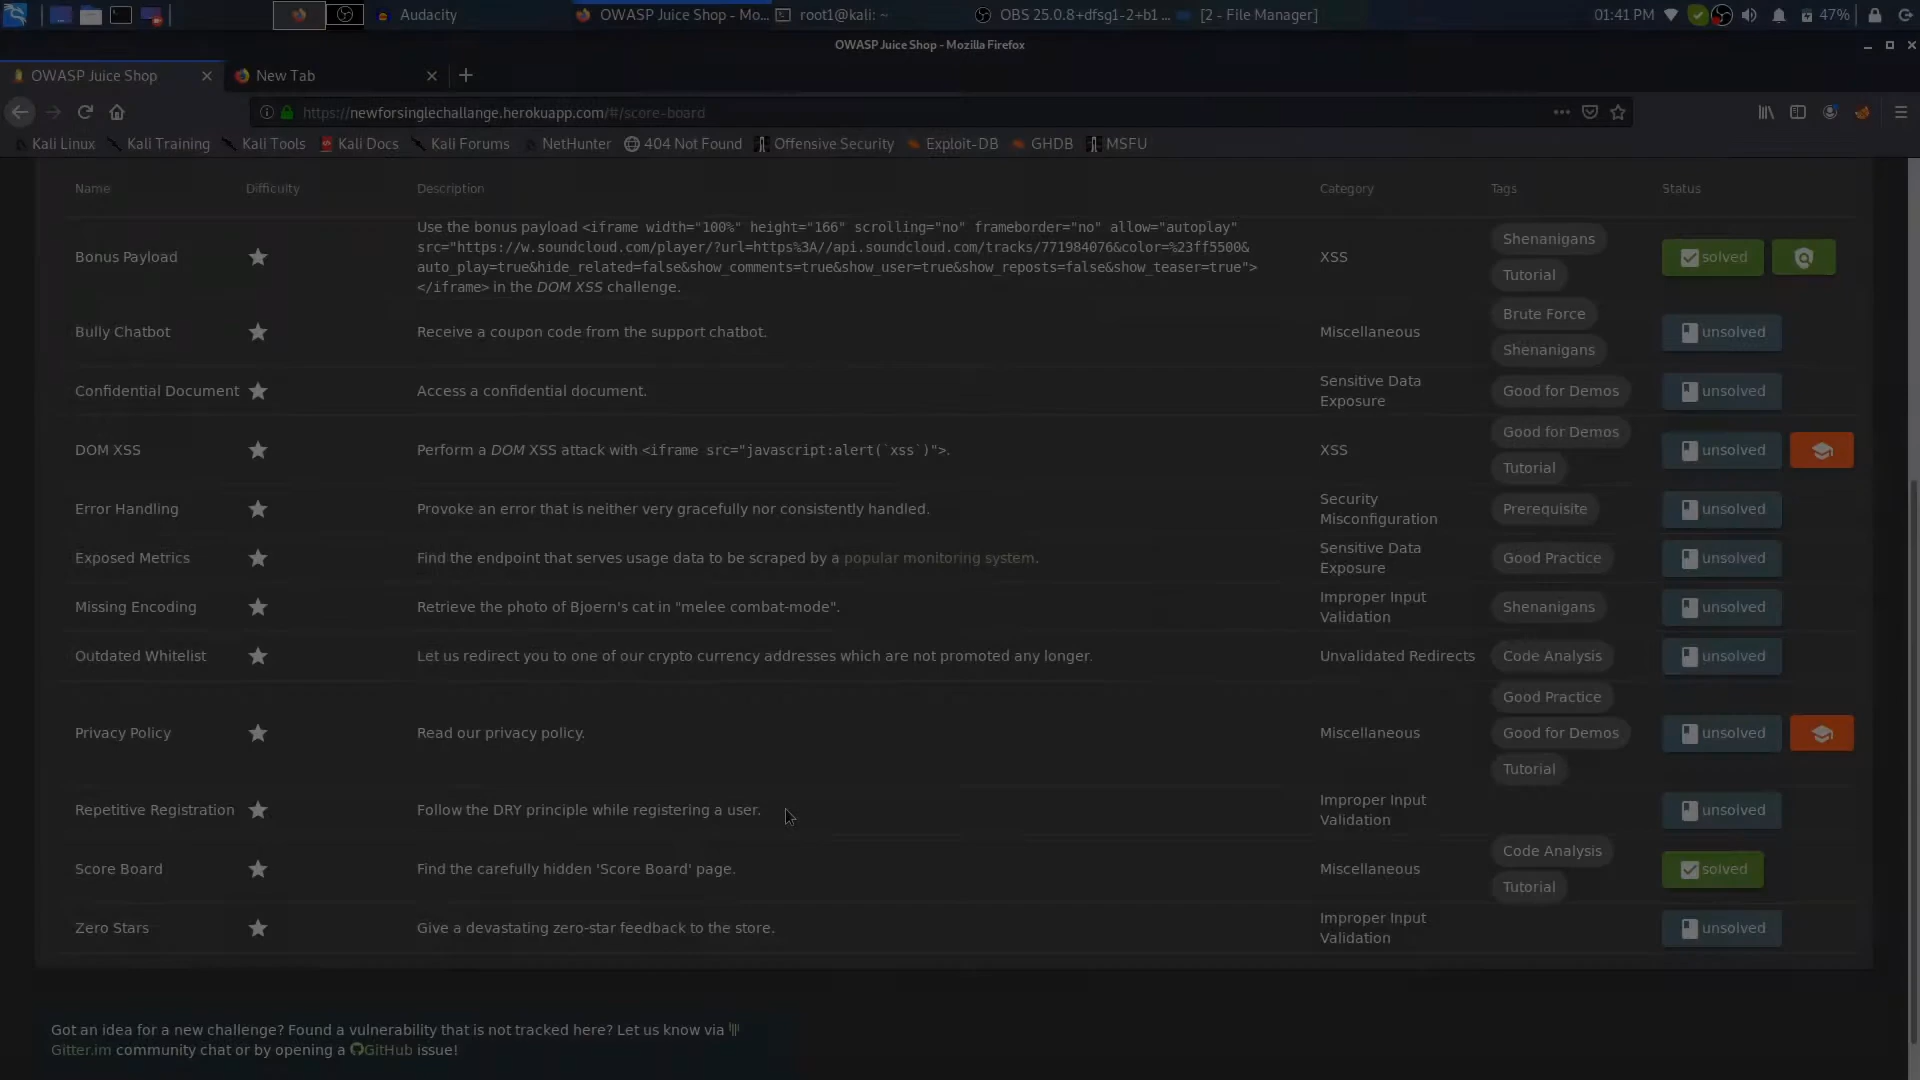 Audacity
OWASP Juice Shop - Mo...
root1@kali: ~
OBS 25.0.8+dfsg1-2+b1 ...
[2 - File Manager]
01:41 PM
47%
OWASP Juice Shop - Mozilla Firefox
OWASP Juice Shop
New Tab
https://newforsinglechallange.herokuapp.com/#/score-board
Kali Linux
Kali Training
Kali Tools
Kali Docs
Kali Forums
NetHunter
404 Not Found
Offensive Security
Exploit-DB
GHDB
MSFU
Name
Difficulty
Description
Category
Tags
Status
Bonus Payload
Use the bonus payload <iframe width="100%" height="166" scrolling="no" frameborder="no" allow="autoplay"
src="https://w.soundcloud.com/player/?url=https%3A//api.soundcloud.com/tracks/771984076&color=%23ff5500&
auto_play=true&hide_related=false&show_comments=true&show_user=true&show_reposts=false&show_teaser=true">
</iframe> in the DOM XSS challenge.
XSS
Shenanigans
Tutorial
solved
Bully Chatbot
Receive a coupon code from the support chatbot.
Miscellaneous
Brute Force
Shenanigans
unsolved
Confidential Document
Access a confidential document.
Sensitive Data
Exposure
Good for Demos
unsolved
DOM XSS
Perform a DOM XSS attack with <iframe src="javascript:alert(`xss`)">.
XSS
Good for Demos
Tutorial
unsolved
Error Handling
Provoke an error that is neither very gracefully nor consistently handled.
Security
Misconfiguration
Prerequisite
unsolved
Exposed Metrics
Find the endpoint that serves usage data to be scraped by a popular monitoring system.
Sensitive Data
Exposure
Good Practice
unsolved
Missing Encoding
Retrieve the photo of Bjoern's cat in "melee combat-mode".
Improper Input
Validation
Shenanigans
unsolved
Outdated Whitelist
Let us redirect you to one of our crypto currency addresses which are not promoted any longer.
Unvalidated Redirects
Code Analysis
unsolved
Privacy Policy
Read our privacy policy.
Miscellaneous
Good Practice
Good for Demos
Tutorial
unsolved
Repetitive Registration
Follow the DRY principle while registering a user.
Improper Input
Validation
unsolved
Score Board
Find the carefully hidden 'Score Board' page.
Miscellaneous
Code Analysis
Tutorial
solved
Zero Stars
Give a devastating zero-star feedback to the store.
Improper Input
Validation
unsolved
Got an idea for a new challenge? Found a vulnerability that is not tracked here? Let us know via
Gitter.im community chat or by opening a GitHub issue!